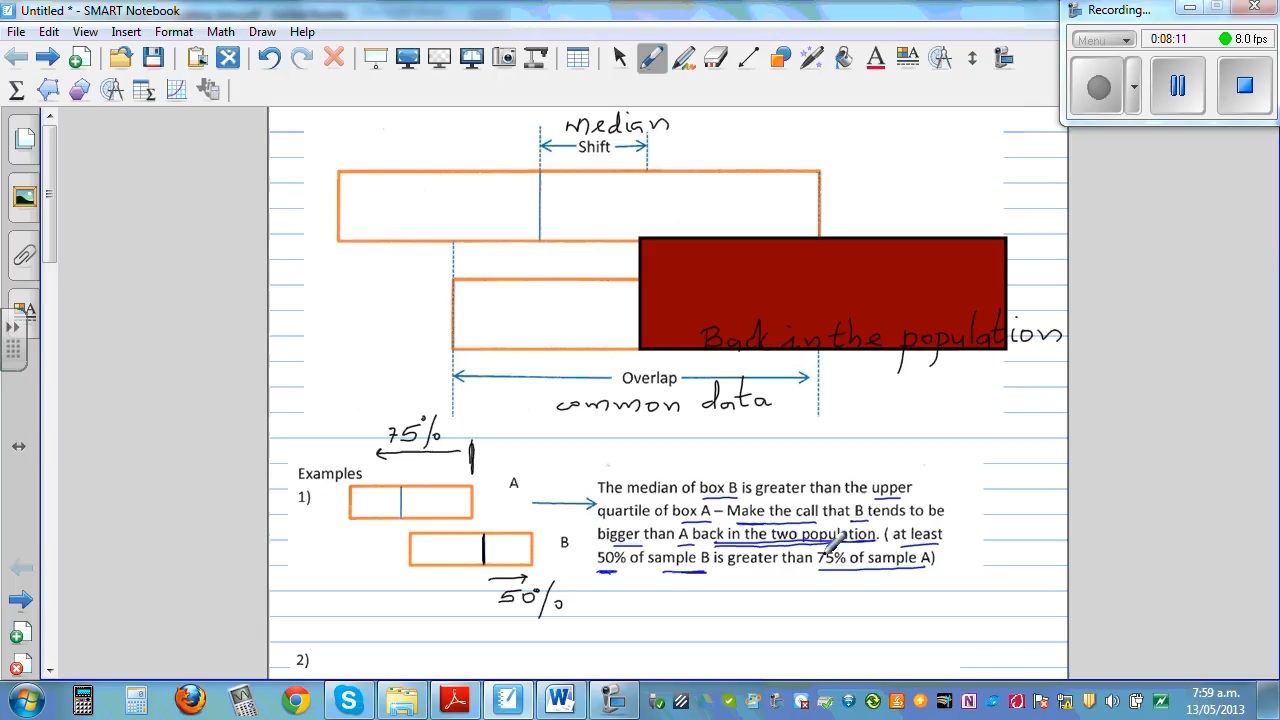 Untitled * - SMART Notebook
Recording...
File Edit View Insert Format Math Draw Help
Menu 0:08:11 8.0 fps
Median
Shift
Back in the population
Overlap
common data
75%
Examples
1)
A
B
50%
The median of box B is greater than the upper
quartile of box A – Make the call that B tends to be
bigger than A back in the two population. ( at least
50% of sample B is greater than 75% of sample A)
2)
7:59 a.m.
13/05/2013